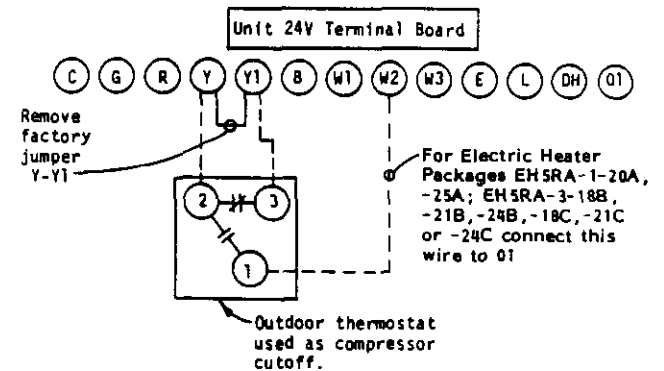 Unit 24V Terminal Board
C G R Y Y1 B W1 W2 W3 E L DH O1
Remove
factory
jumper
Y-Y1
For Electric Heater
Packages EH5RA-1-20A,
-25A; EH5RA-3-18B,
-21B, -24B, -18C, -21C
or -24C connect this
wire to O1
2 3
1
Outdoor thermostat
used as compressor
cutoff.